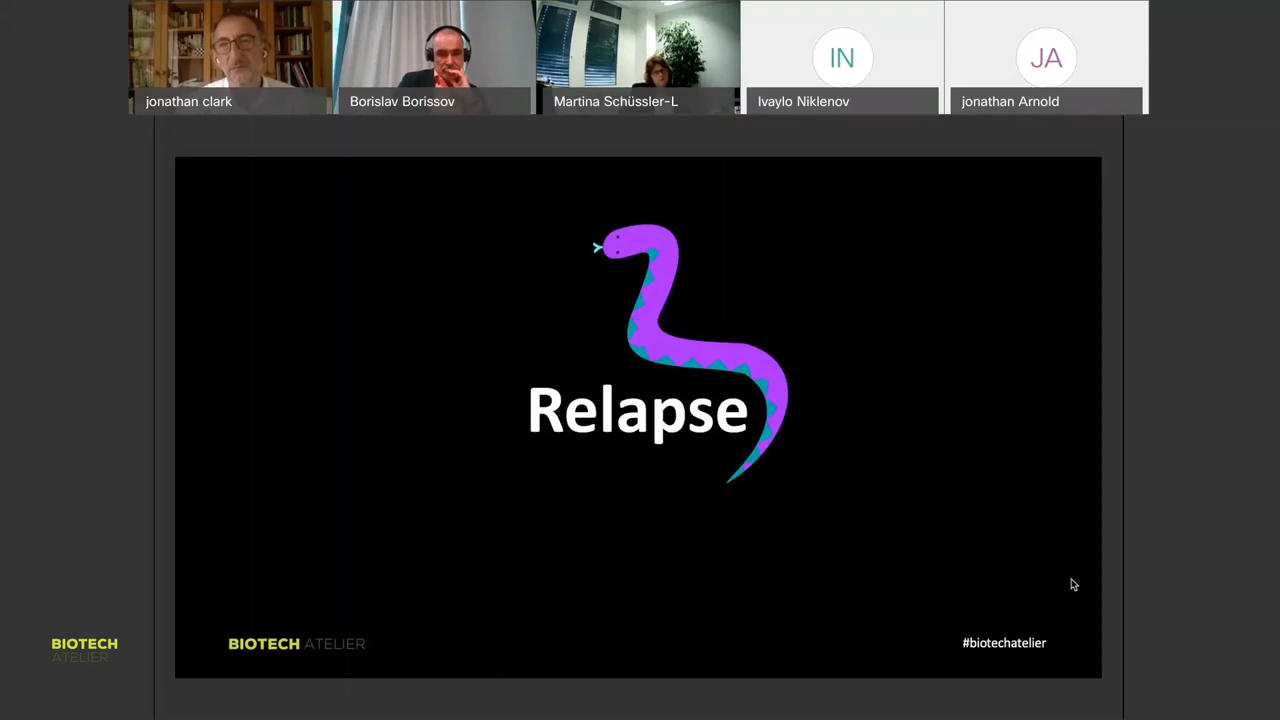 jonathan clark
Borislav Borissov
Martina Schüssler-L
IN
Ivaylo Niklenov
JA
jonathan Arnold
Relapse
BIOTECH ATELIER
#biotechatelier
BIOTECH
ATELIER